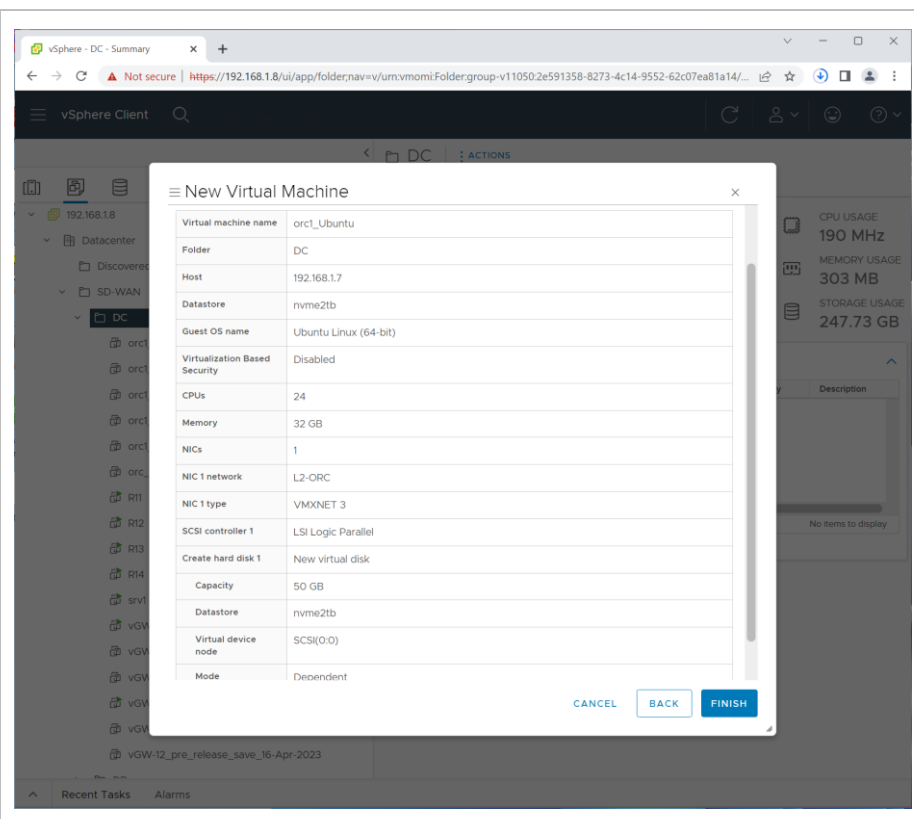 vSphere - DC - Summary
Not secure | https://192.168.1.8/ui/app/folder;nav=v/urn:vmomi:Folder:group-v11050:2e591358-8273-4c14-9552-62c07ea81a14/...
vSphere Client
DC
ACTIONS
New Virtual Machine
192.168.1.8
Datacenter
Discovered
SD-WAN
DC
orc1
orc1
orc1
orc1
orc1
orc_
R11
R12
R13
R14
srv1
vGW
vGW
vGW
vGW
vGW
vGW-12_pre_release_save_16-Apr-2023
Virtual machine name orc1_Ubuntu
Folder DC
Host 192.168.1.7
Datastore nvme2tb
Guest OS name Ubuntu Linux (64-bit)
Virtualization Based Security Disabled
CPUs 24
Memory 32 GB
NICs 1
NIC 1 network L2-ORC
NIC 1 type VMXNET 3
SCSI controller 1 LSI Logic Parallel
Create hard disk 1 New virtual disk
Capacity 50 GB
Datastore nvme2tb
Virtual device node SCSI(0:0)
Mode Dependent
CANCEL BACK FINISH
CPU USAGE
190 MHz
MEMORY USAGE
303 MB
STORAGE USAGE
247.73 GB
y Description
No items to display
Recent Tasks Alarms